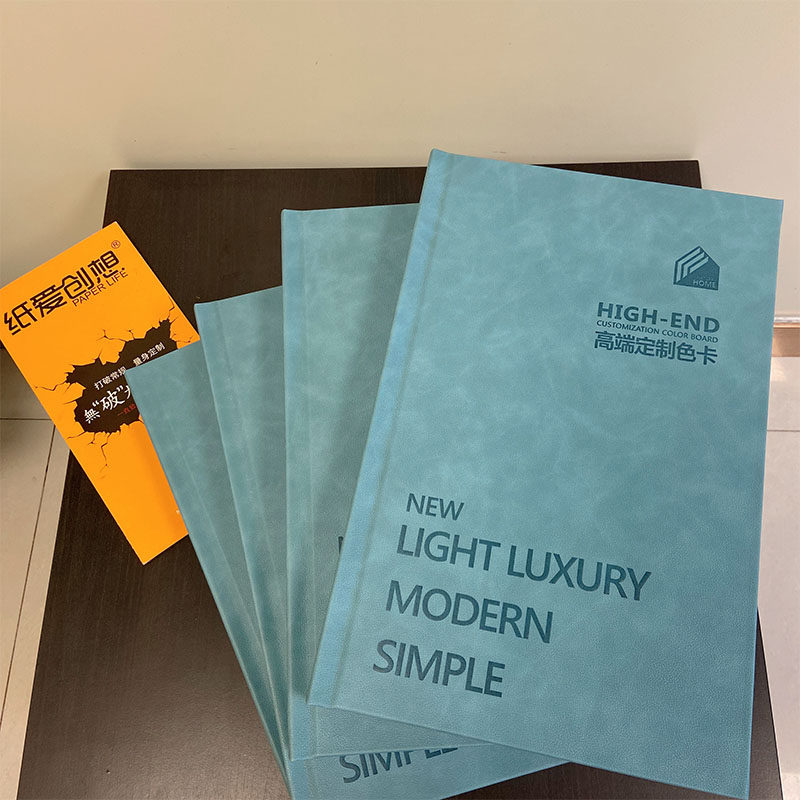 纸爱创想®
PAPER LIFE
打破常规 量身定制
無"破"
HOME
HIGH-END
CUSTOMIZATION COLOR BOARD
高端定制色卡
NEW
LIGHT LUXURY
MODERN
SIMPLE
SIMPLE